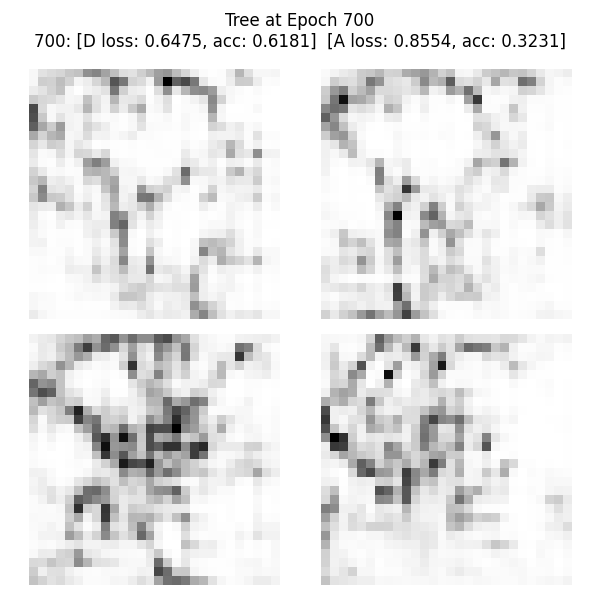 Tree at Epoch 700
700: [D loss: 0.6475, acc: 0.6181] [A loss: 0.8554, acc: 0.3231]